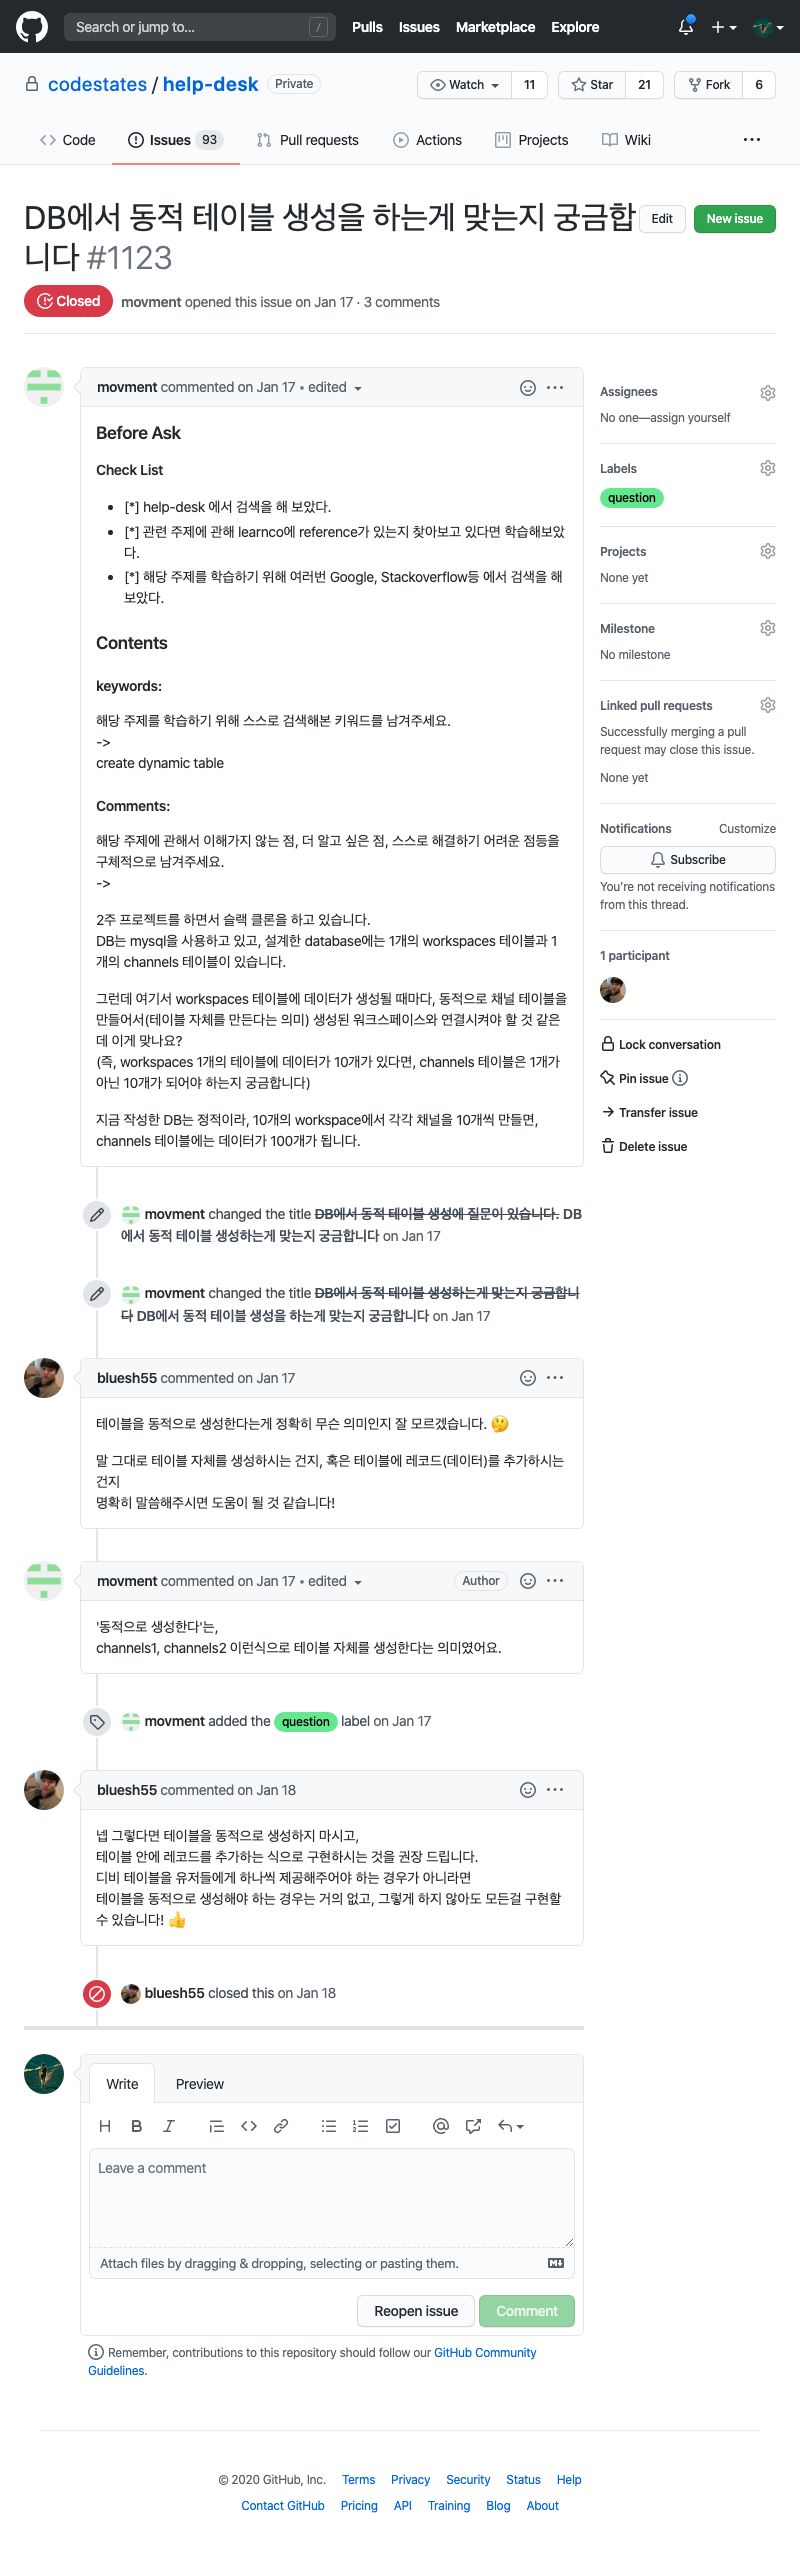 Search or jump to... /
Pulls Issues Marketplace Explore
codestates / help-desk Private
Watch 11 Star 21 Fork 6
Code Issues 93 Pull requests Actions Projects Wiki ...
DB에서 동적 테이블 생성을 하는게 맞는지 궁금합
니다 #1123
Edit New issue
Closed movment opened this issue on Jan 17 · 3 comments
movment commented on Jan 17 • edited
Before Ask
Check List
• [*] help-desk 에서 검색을 해 보았다.
• [*] 관련 주제에 관해 learnco에 reference가 있는지 찾아보고 있다면 학습해보았
다.
• [*] 해당 주제를 학습하기 위해 여러번 Google, Stackoverflow등 에서 검색을 해
보았다.
Contents
keywords:
해당 주제를 학습하기 위해 스스로 검색해본 키워드를 남겨주세요.
->
create dynamic table
Comments:
해당 주제에 관해서 이해가지 않는 점, 더 알고 싶은 점, 스스로 해결하기 어려운 점등을
구체적으로 남겨주세요.
->
2주 프로젝트를 하면서 슬랙 클론을 하고 있습니다.
DB는 mysql을 사용하고 있고, 설계한 database에는 1개의 workspaces 테이블과 1
개의 channels 테이블이 있습니다.
그런데 여기서 workspaces 테이블에 데이터가 생성될 때마다, 동적으로 채널 테이블을
만들어서(테이블 자체를 만든다는 의미) 생성된 워크스페이스와 연결시켜야 할 것 같은
데 이게 맞나요?
(즉, workspaces 1개의 테이블에 데이터가 10개가 있다면, channels 테이블은 1개가
아닌 10개가 되어야 하는지 궁금합니다)
지금 작성한 DB는 정적이라, 10개의 workspace에서 각각 채널을 10개씩 만들면,
channels 테이블에는 데이터가 100개가 됩니다.
Assignees
No one—assign yourself
Labels
question
Projects
None yet
Milestone
No milestone
Linked pull requests
Successfully merging a pull
request may close this issue.
None yet
Notifications Customize
Subscribe
You're not receiving notifications
from this thread.
1 participant
Lock conversation
Pin issue
Transfer issue
Delete issue
movment changed the title DB에서 동적 테이블 생성에 질문이 있습니다. DB
에서 동적 테이블 생성하는게 맞는지 궁금합니다 on Jan 17
movment changed the title DB에서 동적 테이블 생성하는게 맞는지 궁금합니
다 DB에서 동적 테이블 생성을 하는게 맞는지 궁금합니다 on Jan 17
bluesh55 commented on Jan 17
테이블을 동적으로 생성한다는게 정확히 무슨 의미인지 잘 모르겠습니다. 🤔
말 그대로 테이블 자체를 생성하시는 건지, 혹은 테이블에 레코드(데이터)를 추가하시는
건지
명확히 말씀해주시면 도움이 될 것 같습니다!
movment commented on Jan 17 • edited Author
'동적으로 생성한다'는,
channels1, channels2 이런식으로 테이블 자체를 생성한다는 의미였어요.
movment added the question label on Jan 17
bluesh55 commented on Jan 18
넵 그렇다면 테이블을 동적으로 생성하지 마시고,
테이블 안에 레코드를 추가하는 식으로 구현하시는 것을 권장 드립니다.
디비 테이블을 유저들에게 하나씩 제공해주어야 하는 경우가 아니라면
테이블을 동적으로 생성해야 하는 경우는 거의 없고, 그렇게 하지 않아도 모든걸 구현할
수 있습니다! 👍
bluesh55 closed this on Jan 18
Write Preview
Leave a comment
Attach files by dragging & dropping, selecting or pasting them.
Reopen issue Comment
Remember, contributions to this repository should follow our GitHub Community
Guidelines.
© 2020 GitHub, Inc. Terms Privacy Security Status Help
Contact GitHub Pricing API Training Blog About